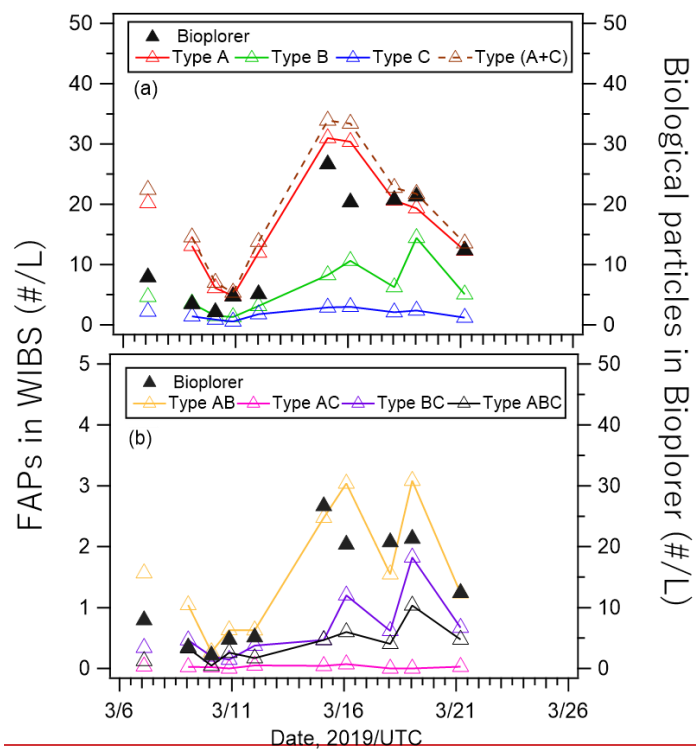 50
50
Bioplorer
Type A Type B Type C Type (A+C)
40
(a)
40
30
30
20
20
10
10
0
0
FAPs in WIBS (#/L)
Biological particles in Bioplorer (#/L)
5
50
Bioplorer
Type AB Type AC Type BC Type ABC
4
(b)
40
3
30
2
20
1
10
0
0
3/6 3/11 3/16 3/21 3/26
Date, 2019/UTC